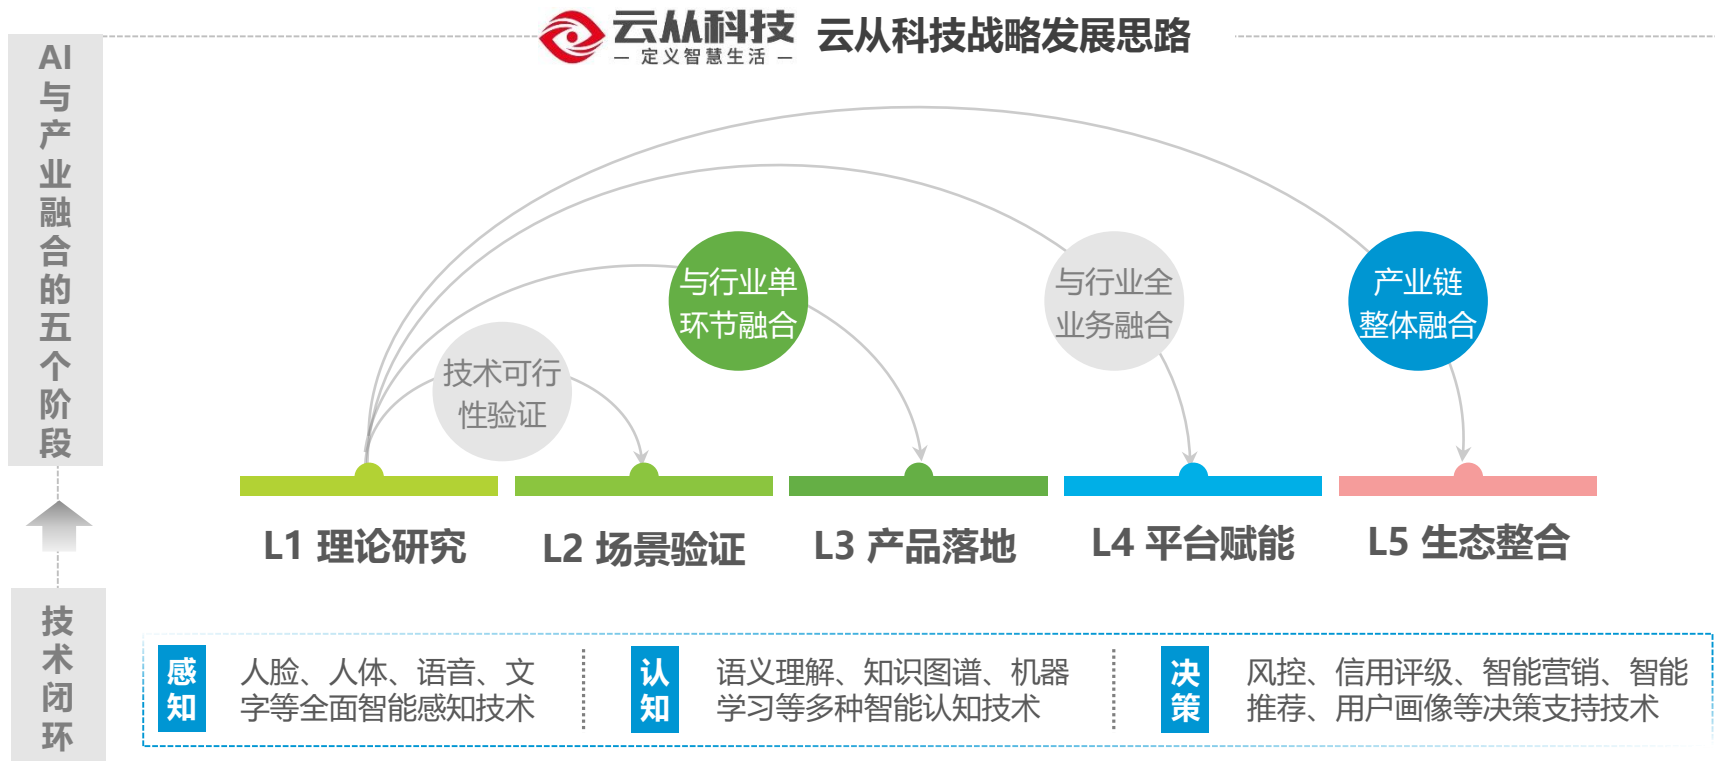 云从科技
— 定义智慧生活 —
云从科技战略发展思路
AI与产业融合的五个阶段
与行业单
环节融合
与行业全
业务融合
产业链
整体融合
技术可行
性验证
L1 理论研究
L2 场景验证
L3 产品落地
L4 平台赋能
L5 生态整合
技术闭环
感知
人脸、人体、语音、文
字等全面智能感知技术
认知
语义理解、知识图谱、机器
学习等多种智能认知技术
决策
风控、信用评级、智能营销、智能
推荐、用户画像等决策支持技术